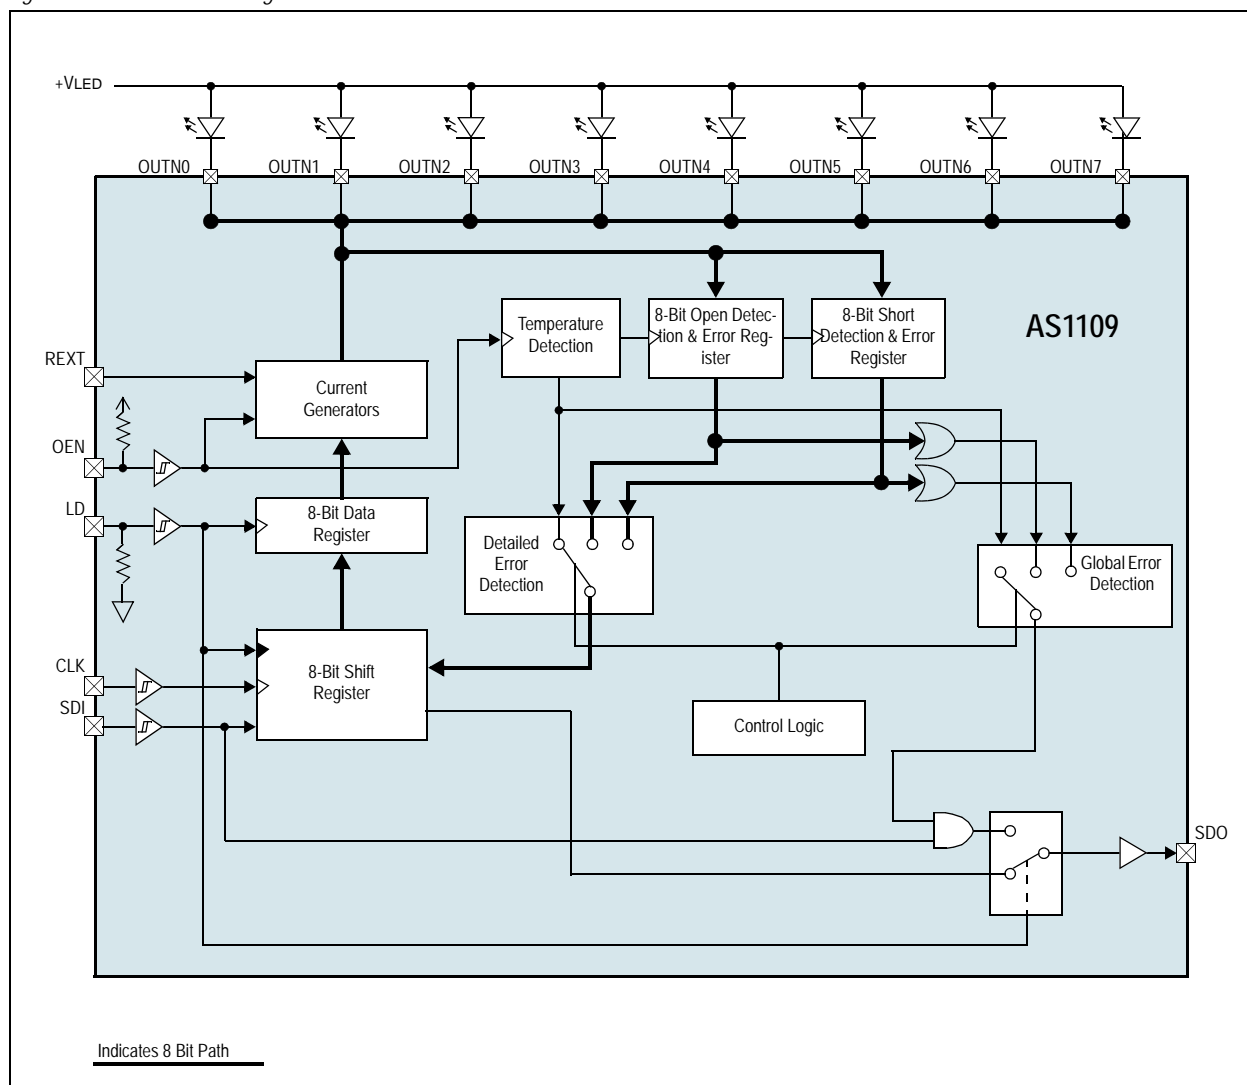 +VLED
OUTN0 OUTN1 OUTN2 OUTN3 OUTN4 OUTN5 OUTN6 OUTN7
AS1109
Temperature
Detection
8-Bit Open Detec-
tion & Error Reg-
ister
8-Bit Short
Detection & Error
Register
REXT
Current
Generators
OEN
LD
8-Bit Data
Register
Detailed
Error
Detection
Global Error
Detection
CLK
SDI
8-Bit Shift
Register
Control Logic
SDO
Indicates 8 Bit Path